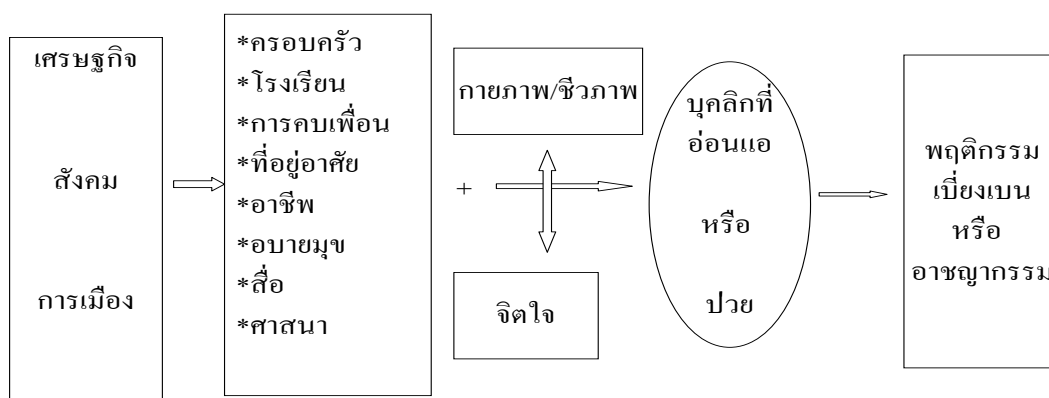 เศรษฐกิจ
สังคม
การเมือง
*ครอบครัว
*โรงเรียน
*การคบเพื่อน
*ที่อยู่อาศัย
*อาชีพ
*อบายมุข
*สื่อ
*ศาสนา
กายภาพ/ชีวภาพ
+
จิตใจ
บุคลิกที่
อ่อนแอ
หรือ
ป่วย
พฤติกรรม
เบี่ยงเบน
หรือ
อาชญากรรม